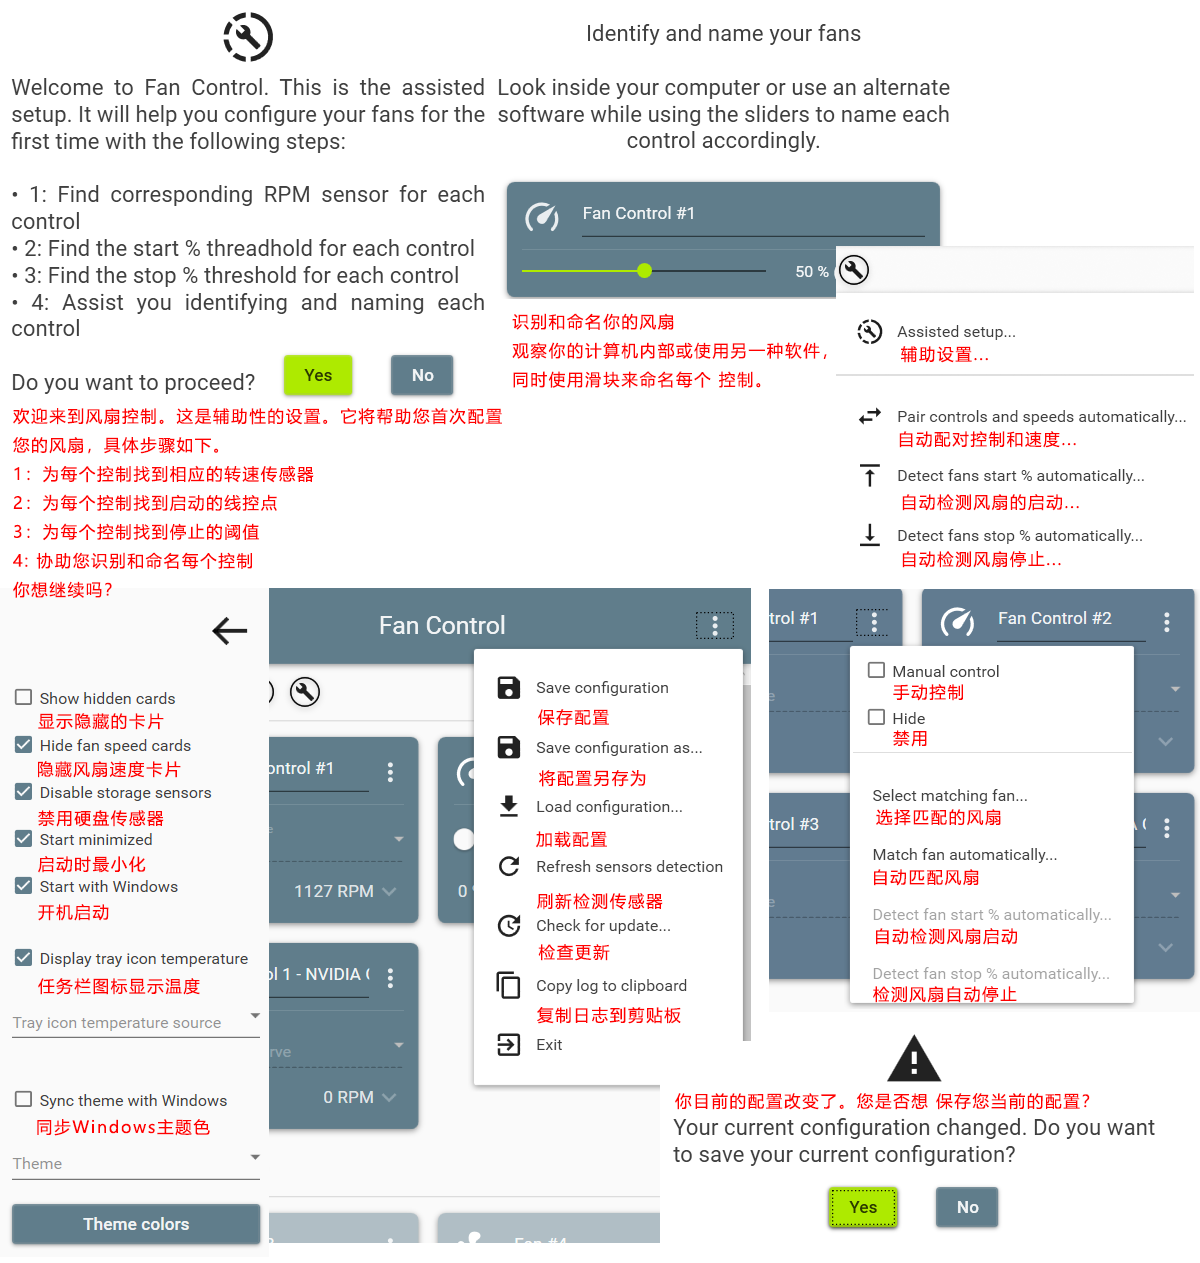 Welcome to Fan Control. This is the assisted
setup. It will help you configure your fans for the
first time with the following steps:
• 1: Find corresponding RPM sensor for each
control
• 2: Find the start % threadhold for each control
• 3: Find the stop % threshold for each control
• 4: Assist you identifying and naming each
control
Do you want to proceed?
Yes
No
欢迎来到风扇控制。这是辅助性的设置。它将帮助您首次配置
您的风扇，具体步骤如下。
1：为每个控制找到相应的转速传感器
2：为每个控制找到启动的线控点
3：为每个控制找到停止的阈值
4: 协助您识别和命名每个控制
你想继续吗？
Identify and name your fans
Look inside your computer or use an alternate
software while using the sliders to name each
control accordingly.
Fan Control #1
50 %
识别和命名你的风扇
观察你的计算机内部或使用另一种软件，
同时使用滑块来命名每个 控制。
Assisted setup...
辅助设置...
Pair controls and speeds automatically...
自动配对控制和速度...
Detect fans start % automatically...
自动检测风扇的启动...
Detect fans stop % automatically...
自动检测风扇停止...
Show hidden cards
显示隐藏的卡片
Hide fan speed cards
隐藏风扇速度卡片
Disable storage sensors
禁用硬盘传感器
Start minimized
启动时最小化
Start with Windows
开机启动
Display tray icon temperature
任务栏图标显示温度
Tray icon temperature source
Sync theme with Windows
同步Windows主题色
Theme
Theme colors
Fan Control
ontrol #1
1127 RPM
0 %
ol 1 - NVIDIA G
rve
0 RPM
Fan #4
Save configuration
保存配置
Save configuration as...
将配置另存为
Load configuration...
加载配置
Refresh sensors detection
刷新检测传感器
Check for update...
检查更新
Copy log to clipboard
复制日志到剪贴板
Exit
trol #1
Fan Control #2
trol #3
Manual control
手动控制
Hide
禁用
Select matching fan...
选择匹配的风扇
Match fan automatically...
自动匹配风扇
Detect fan start % automatically...
自动检测风扇启动
Detect fan stop % automatically...
检测风扇自动停止
你目前的配置改变了。您是否想 保存您当前的配置？
Your current configuration changed. Do you want
to save your current configuration?
Yes
No